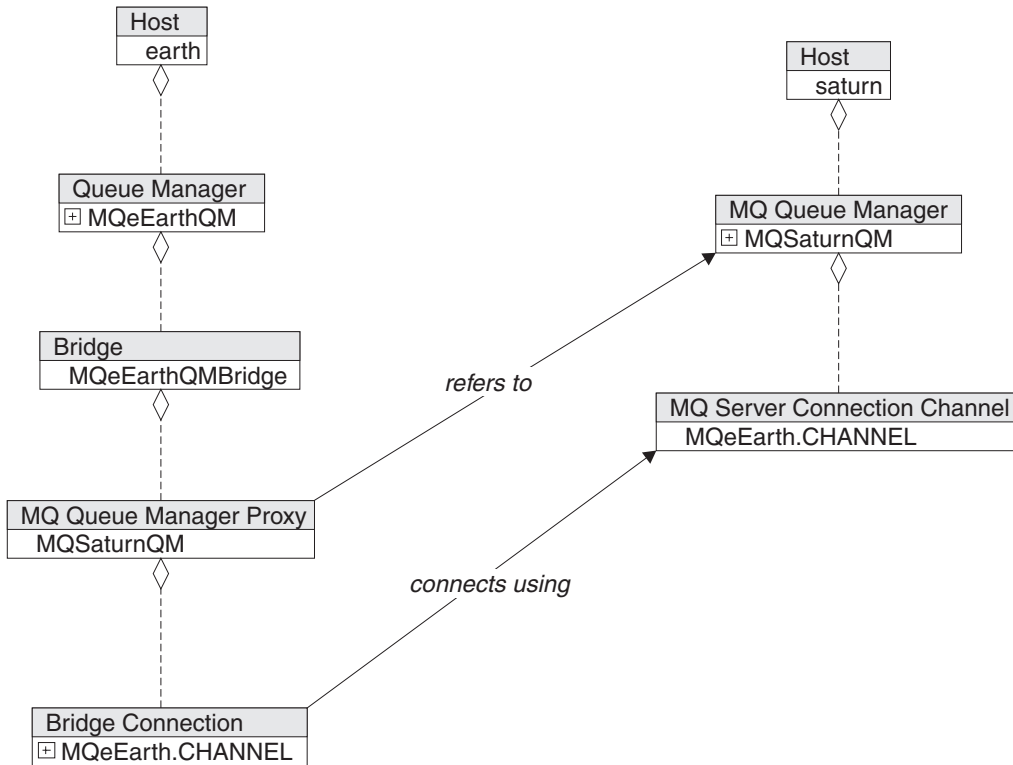 Host
earth
Host
saturn
Queue Manager
MQeEarthQM
MQ Queue Manager
MQSaturnQM
Bridge
MQeEarthQMBridge
refers to
MQ Server Connection Channel
MQeEarth.CHANNEL
MQ Queue Manager Proxy
MQSaturnQM
connects using
Bridge Connection
MQeEarth.CHANNEL